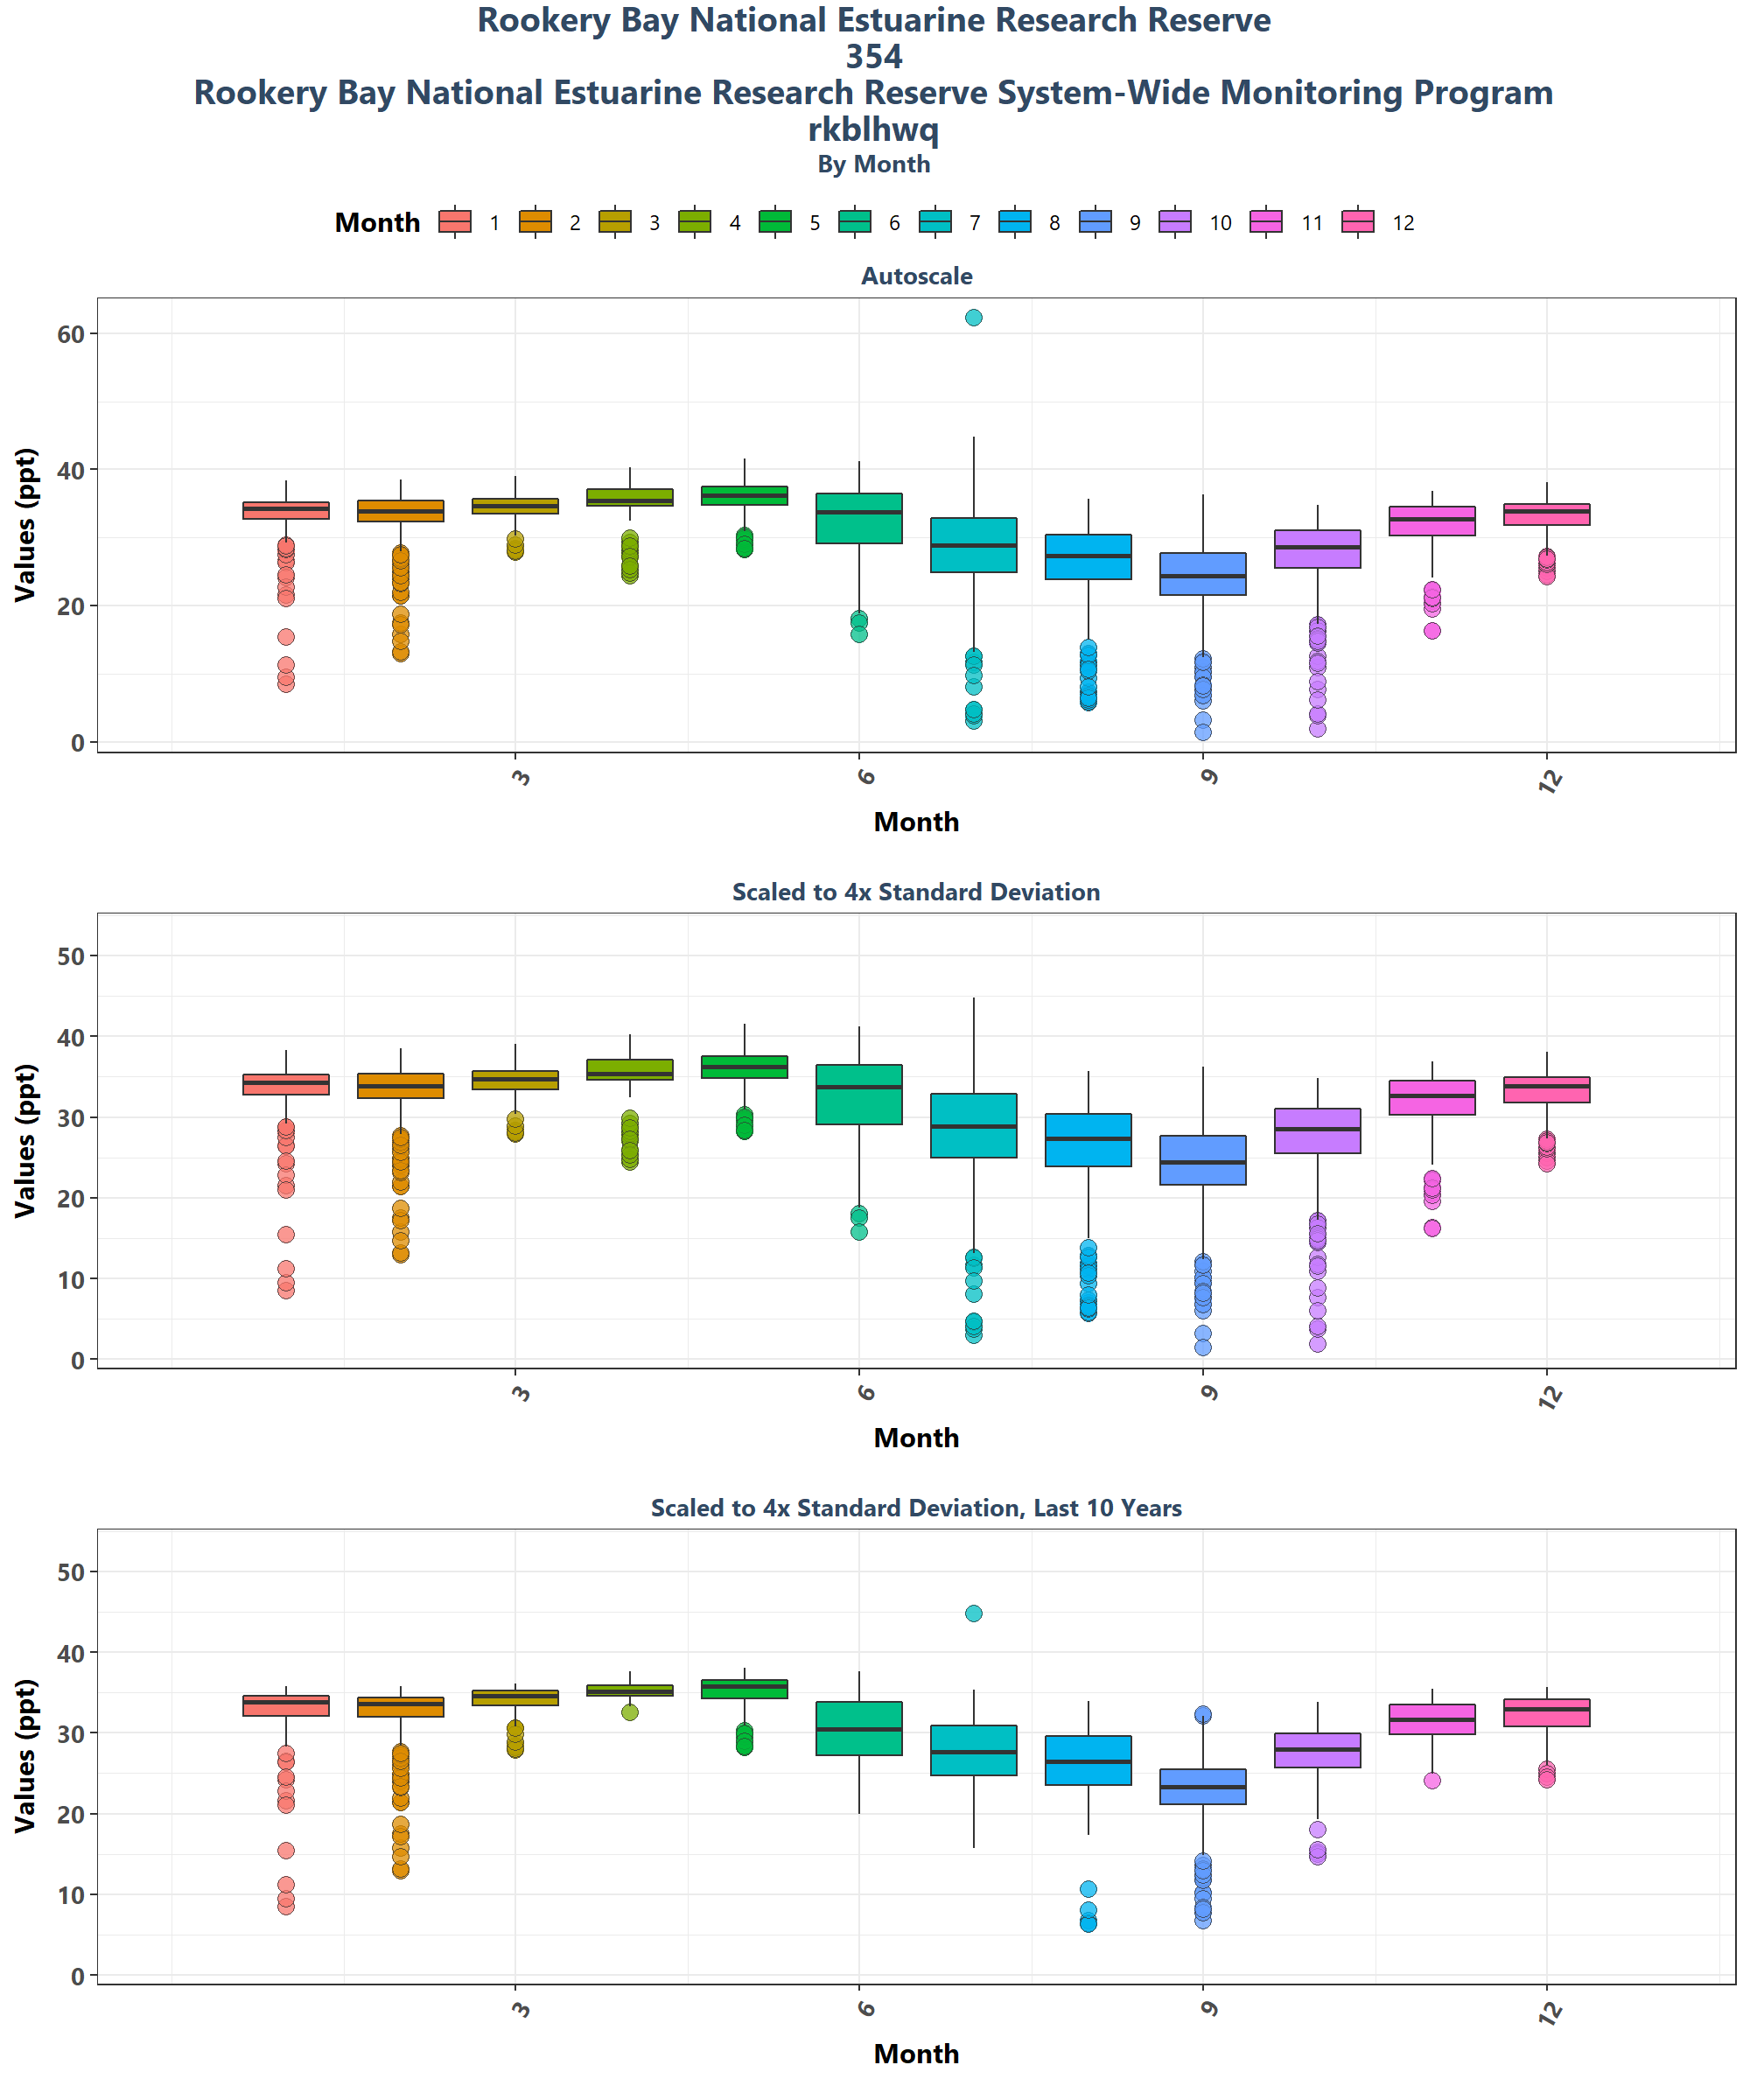 Rookery Bay National Estuarine Research Reserve
354
Rookery Bay National Estuarine Research Reserve System-Wide Monitoring Program
rkblhwq
By Month
Month 1 2 3 4 5 6 7 8 9 10 11 12
Autoscale
Values (ppt)
60
40
20
0
3 6 9 12
Month
Scaled to 4x Standard Deviation
Values (ppt)
50
40
30
20
10
0
3 6 9 12
Month
Scaled to 4x Standard Deviation, Last 10 Years
Values (ppt)
50
40
30
20
10
0
3 6 9 12
Month